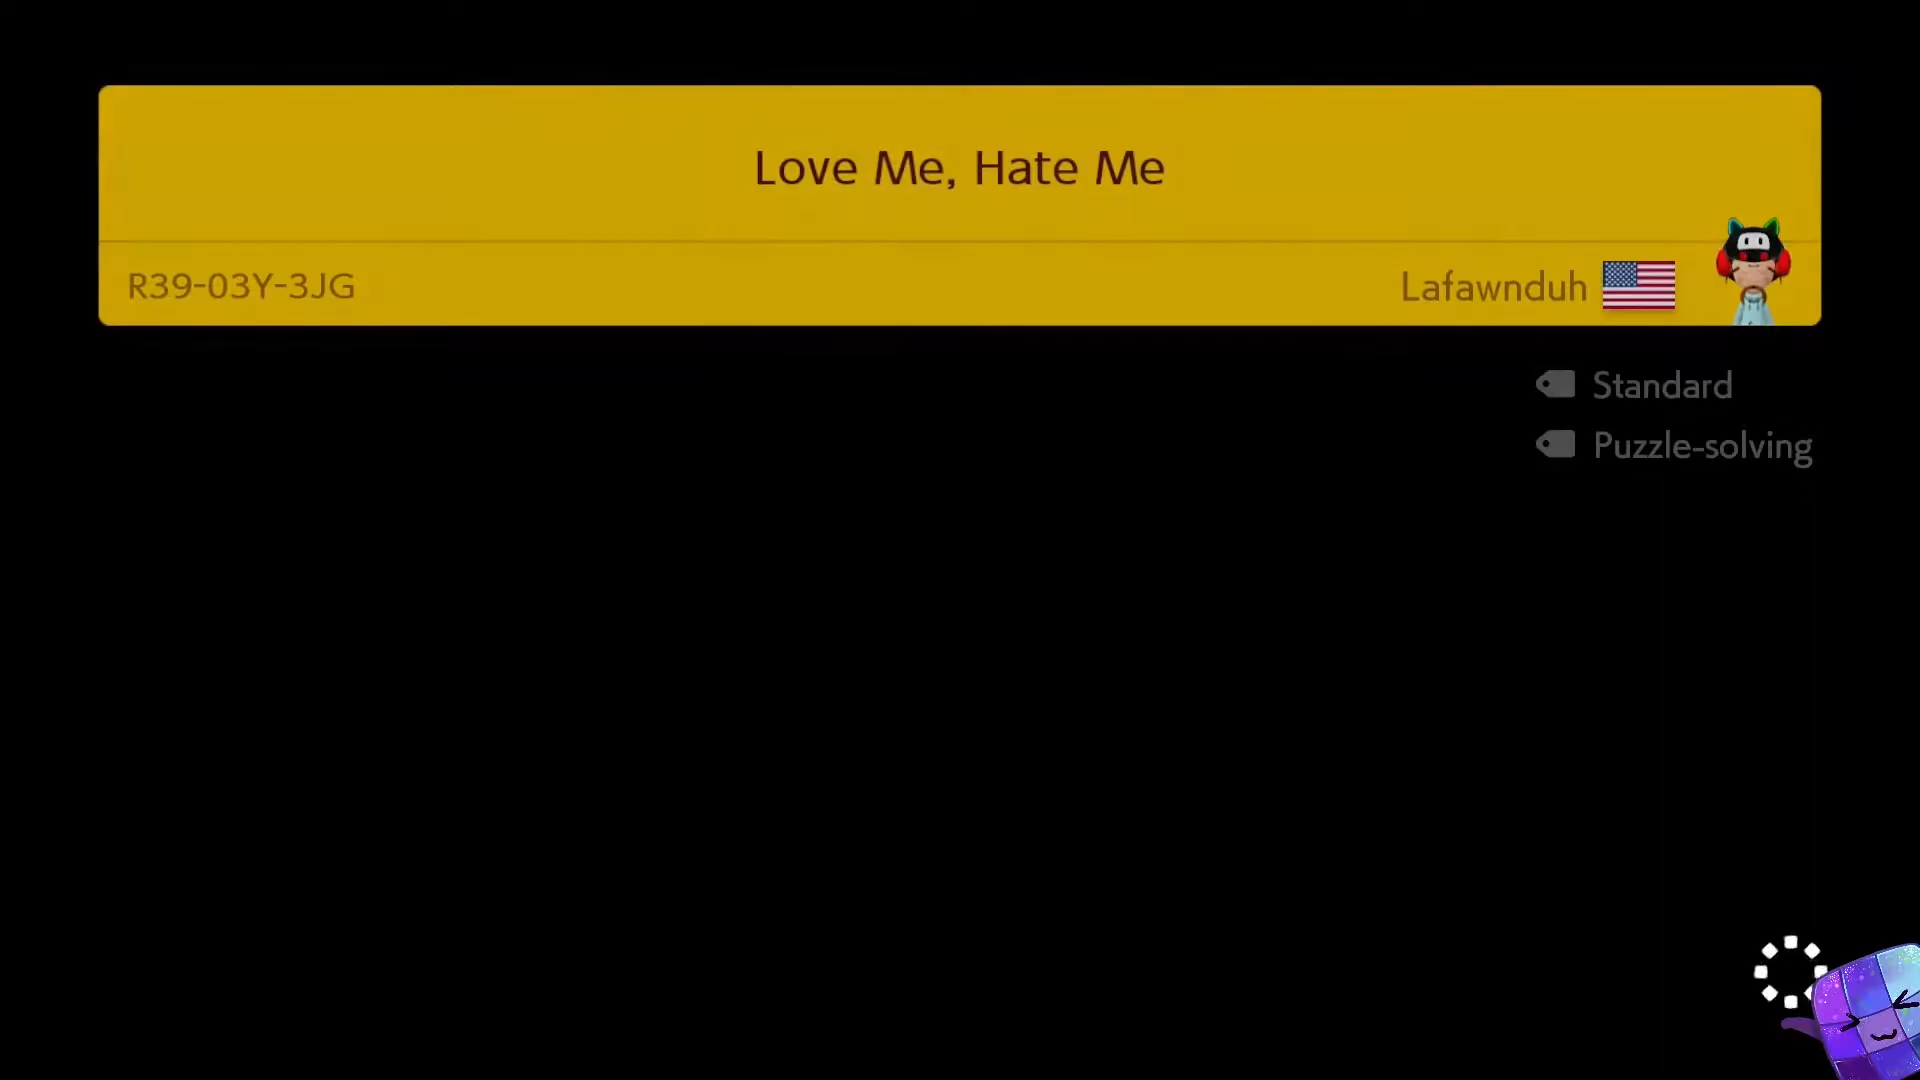 Love Me, Hate Me
R39-03Y-3JG
Lafawnduh
Standard
Puzzle-solving